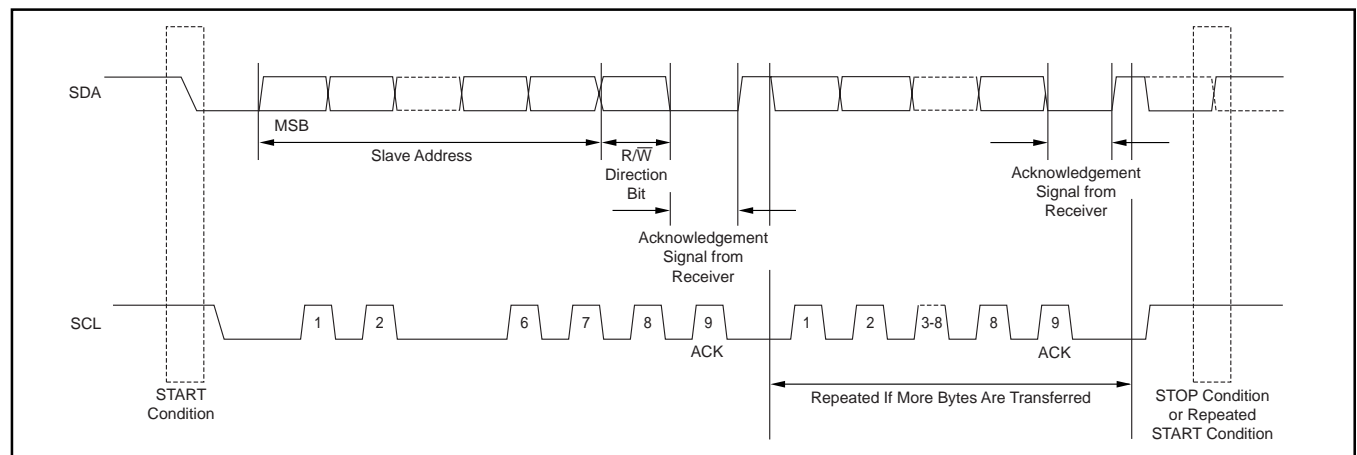 SDA
MSB
Slave Address
R/W̅
Direction
Bit
Acknowledgement
Signal from
Receiver
Acknowledgement
Signal from
Receiver
SCL
1
2
6
7
8
9
1
2
3-8
8
9
ACK
ACK
START
Condition
Repeated If More Bytes Are Transferred
STOP Condition
or Repeated
START Condition